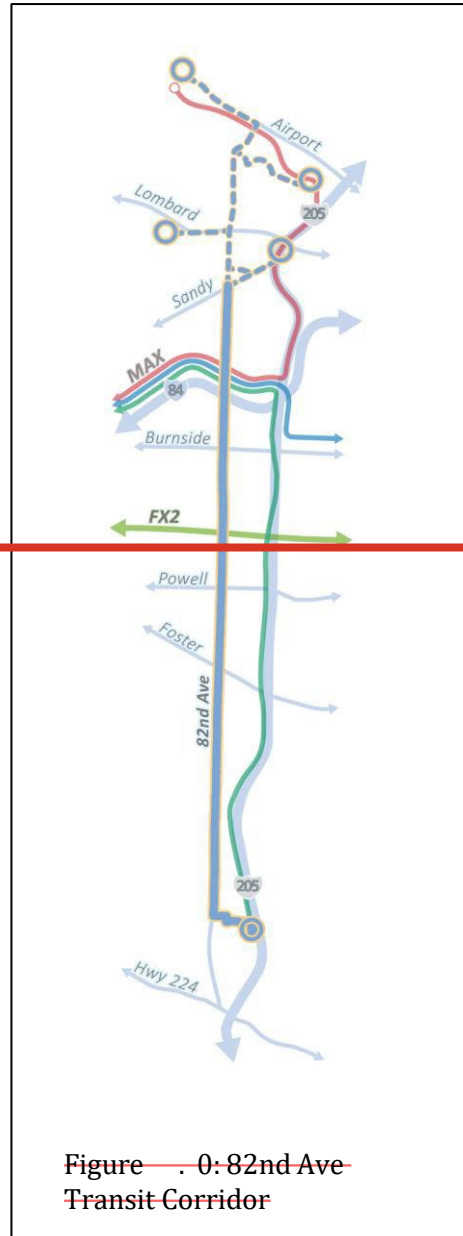 Airport
205
Lombard
Sandy
MAX
84
Burnside
FX2
Powell
Foster
82nd Ave
205
Hwy 224
Figure . 0: 82nd Ave
Transit Corridor